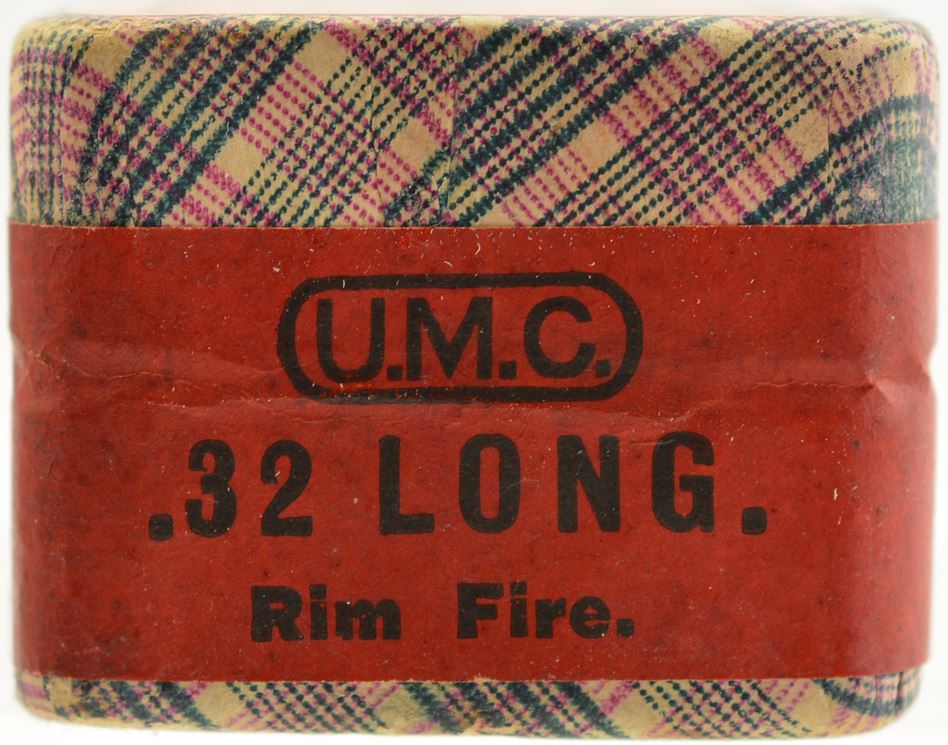 U.M.C.
.32 LONG.
Rim Fire.